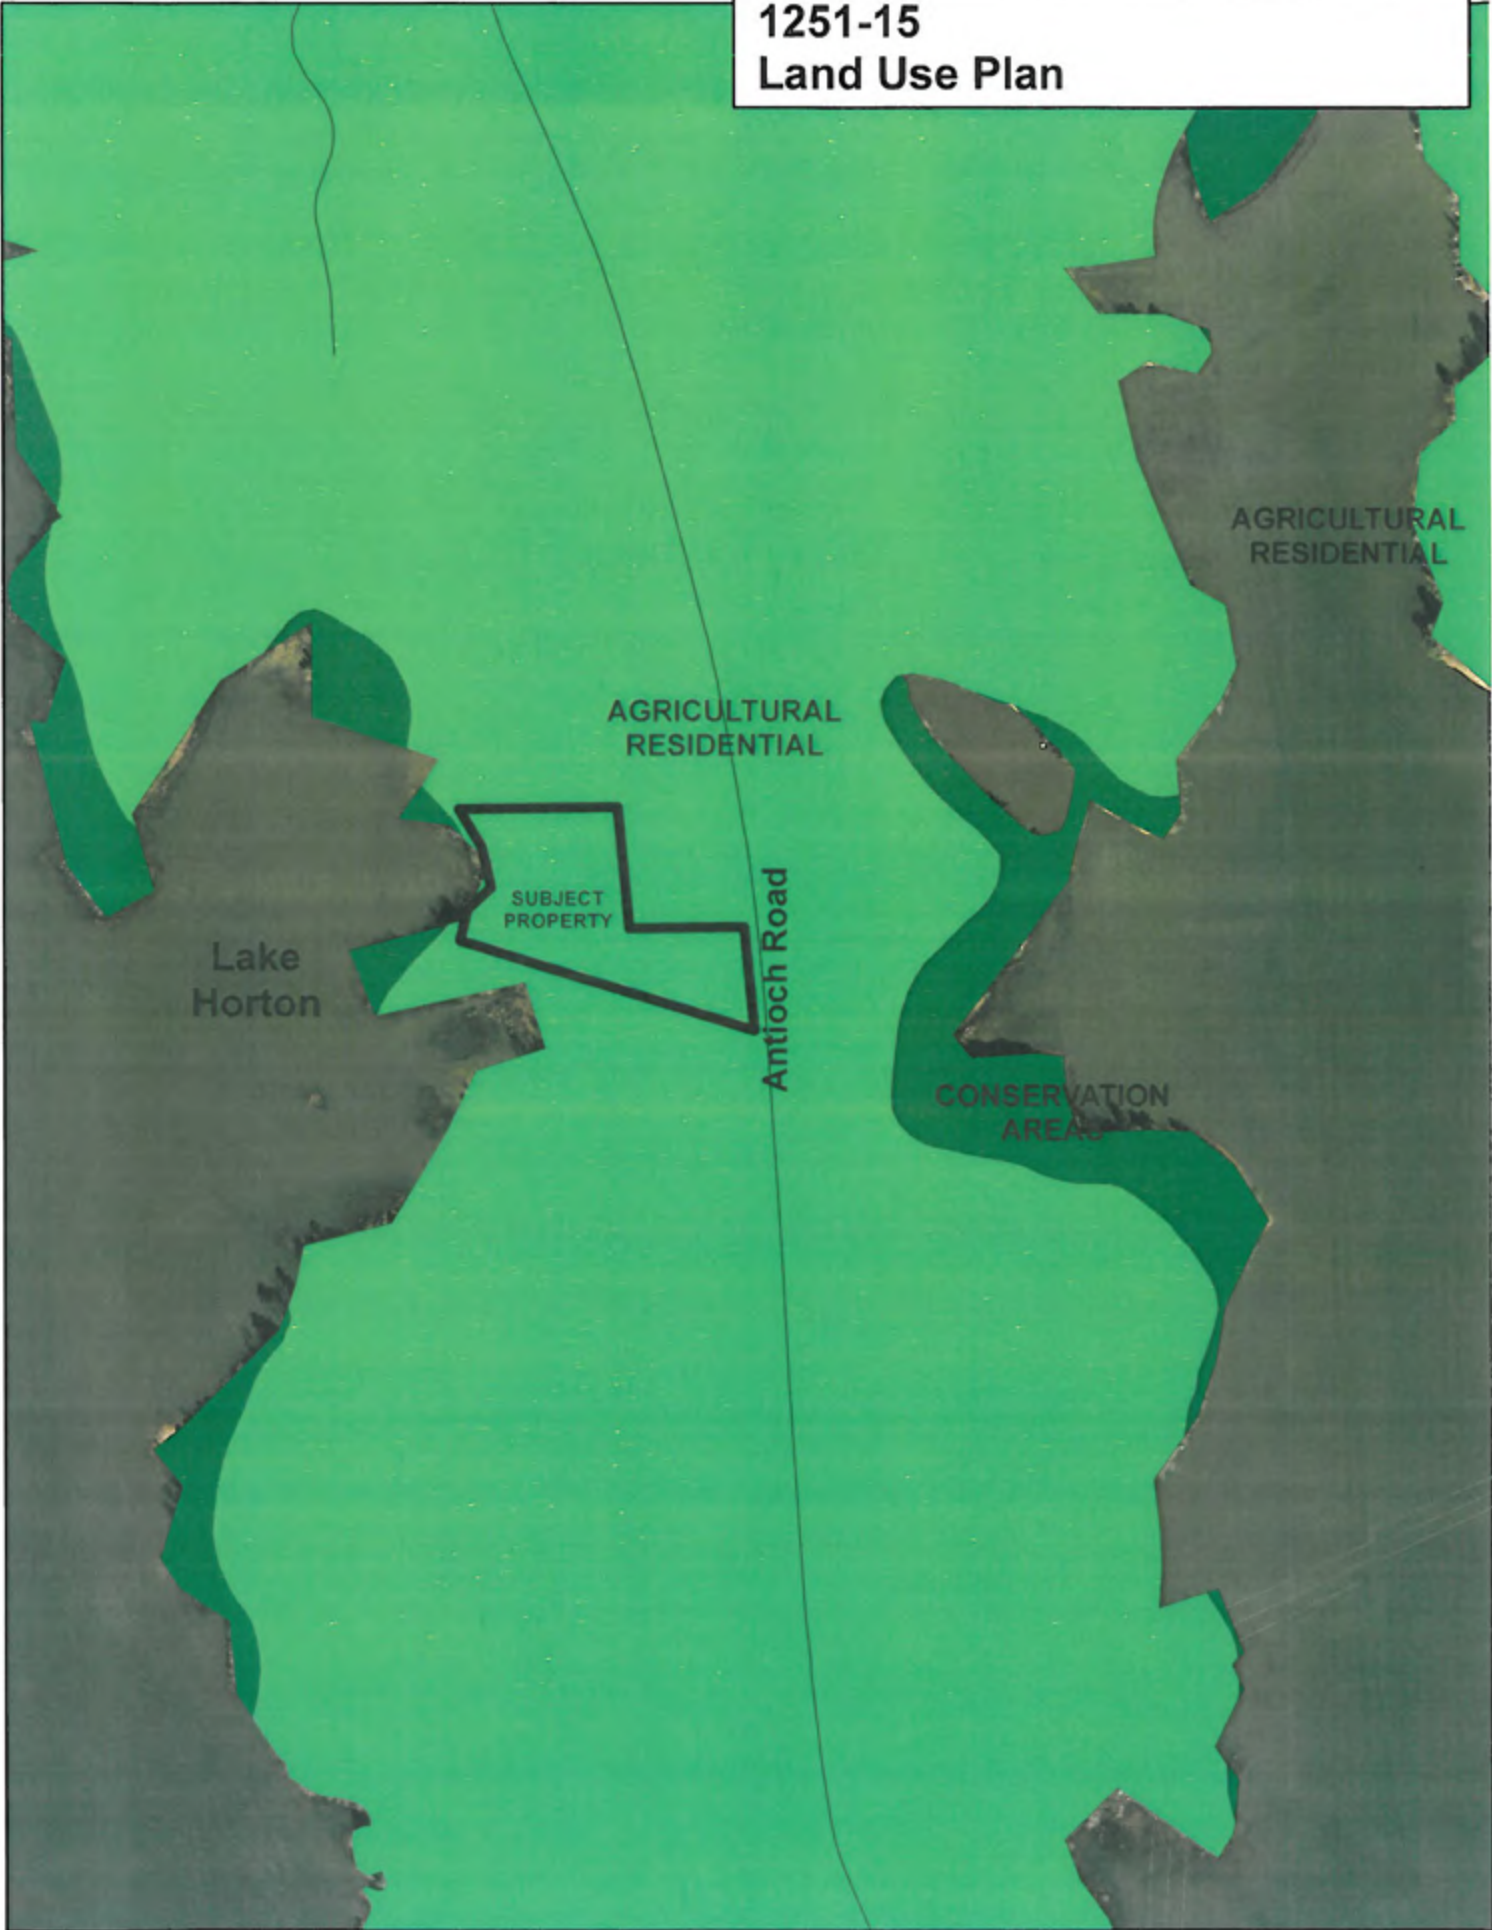 1251-15
Land Use Plan
AGRICULTURAL
RESIDENTIAL
AGRICULTURAL
RESIDENTIAL
SUBJECT
PROPERTY
Lake
Horton
Antioch Road
CONSERVATION
AREAS